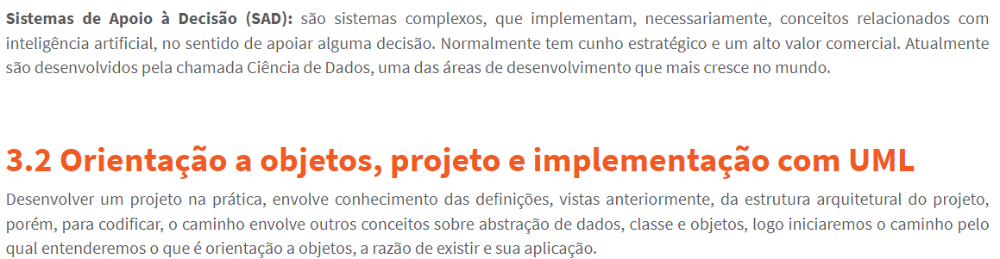 Sistemas de Apoio à Decisão (SAD): são sistemas complexos, que implementam, necessariamente, conceitos relacionados com
inteligência artificial, no sentido de apoiar alguma decisão. Normalmente tem cunho estratégico e um alto valor comercial. Atualmente
são desenvolvidos pela chamada Ciência de Dados, uma das áreas de desenvolvimento que mais cresce no mundo.
3.2 Orientação a objetos, projeto e implementação com UML
Desenvolver um projeto na prática, envolve conhecimento das definições, vistas anteriormente, da estrutura arquitetural do projeto,
porém, para codificar, o caminho envolve outros conceitos sobre abstração de dados, classe e objetos, logo iniciaremos o caminho pelo
qual entenderemos o que é orientação a objetos, a razão de existir e sua aplicação.